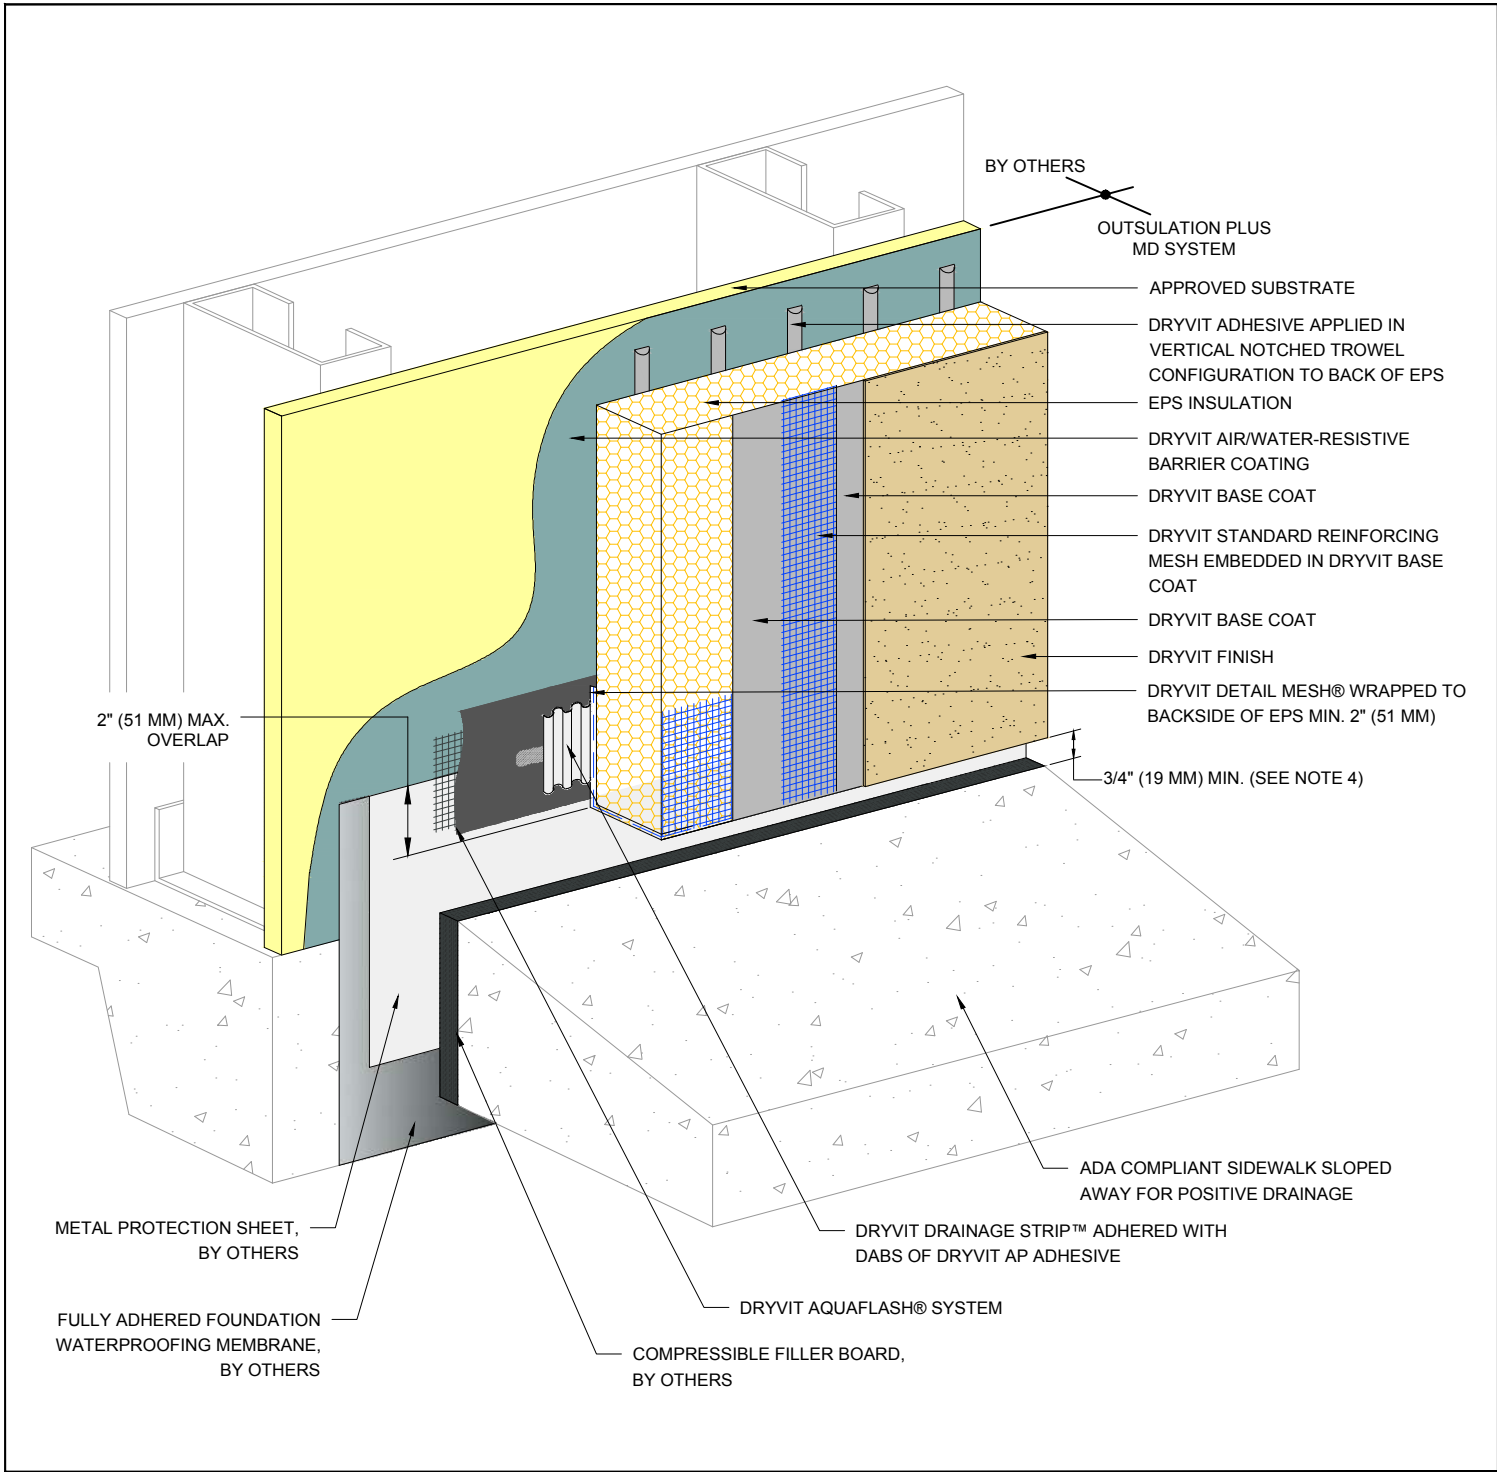 BY OTHERS
OUTSULATION PLUS
MD SYSTEM
APPROVED SUBSTRATE
DRYVIT ADHESIVE APPLIED IN
VERTICAL NOTCHED TROWEL
CONFIGURATION TO BACK OF EPS
EPS INSULATION
DRYVIT AIR/WATER-RESISTIVE
BARRIER COATING
DRYVIT BASE COAT
DRYVIT STANDARD REINFORCING
MESH EMBEDDED IN DRYVIT BASE
COAT
DRYVIT BASE COAT
DRYVIT FINISH
DRYVIT DETAIL MESH® WRAPPED TO
BACKSIDE OF EPS MIN. 2" (51 MM)
2" (51 MM) MAX.
OVERLAP
3/4" (19 MM) MIN. (SEE NOTE 4)
ADA COMPLIANT SIDEWALK SLOPED
AWAY FOR POSITIVE DRAINAGE
METAL PROTECTION SHEET,
BY OTHERS
DRYVIT DRAINAGE STRIP™ ADHERED WITH
DABS OF DRYVIT AP ADHESIVE
DRYVIT AQUAFLASH® SYSTEM
FULLY ADHERED FOUNDATION
WATERPROOFING MEMBRANE,
BY OTHERS
COMPRESSIBLE FILLER BOARD,
BY OTHERS